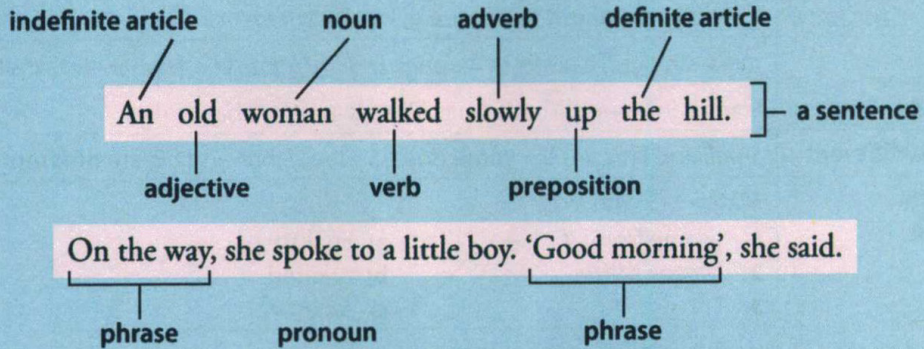 indefinite article noun adverb definite article
An old woman walked slowly up the hill. a sentence
adjective verb preposition
On the way, she spoke to a little boy. ‘Good morning’, she said.
phrase pronoun phrase